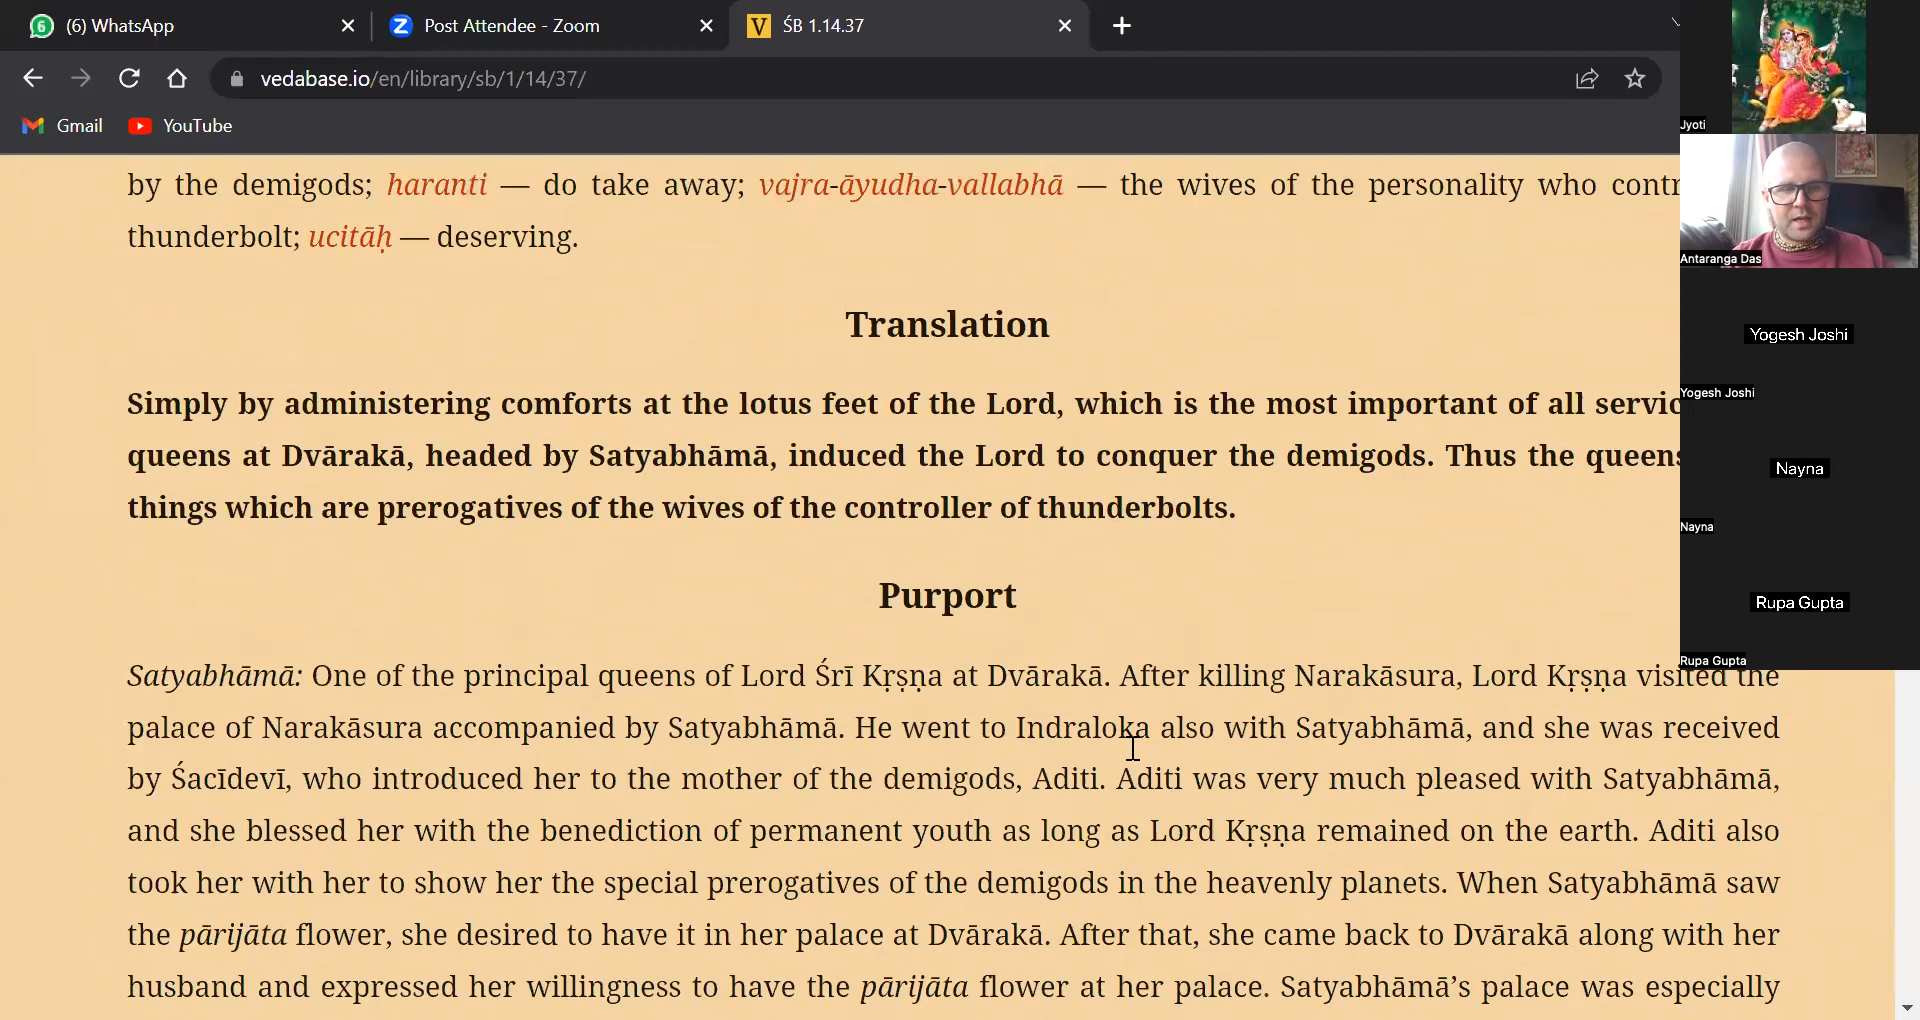 (6) WhatsApp
Post Attendee - Zoom
ŚB 1.14.37
vedabase.io/en/library/sb/1/14/37/
Gmail
YouTube
by the demigods; haranti — do take away; vajra-āyudha-vallabhā — the wives of the personality who contr
thunderbolt; ucitāḥ — deserving.
Translation
Simply by administering comforts at the lotus feet of the Lord, which is the most important of all servic
queens at Dvārakā, headed by Satyabhāmā, induced the Lord to conquer the demigods. Thus the queens
things which are prerogatives of the wives of the controller of thunderbolts.
Purport
Satyabhāmā: One of the principal queens of Lord Śrī Kṛṣṇa at Dvārakā. After killing Narakāsura, Lord Kṛṣṇa visited the
palace of Narakāsura accompanied by Satyabhāmā. He went to Indraloka also with Satyabhāmā, and she was received
by Śacīdevī, who introduced her to the mother of the demigods, Aditi. Aditi was very much pleased with Satyabhāmā,
and she blessed her with the benediction of permanent youth as long as Lord Kṛṣṇa remained on the earth. Aditi also
took her with her to show her the special prerogatives of the demigods in the heavenly planets. When Satyabhāmā saw
the pārijāta flower, she desired to have it in her palace at Dvārakā. After that, she came back to Dvārakā along with her
husband and expressed her willingness to have the pārijāta flower at her palace. Satyabhāmā’s palace was especially
Jyoti
Antaranga Das
Yogesh Joshi
Yogesh Joshi
Nayna
Nayna
Rupa Gupta
Rupa Gupta